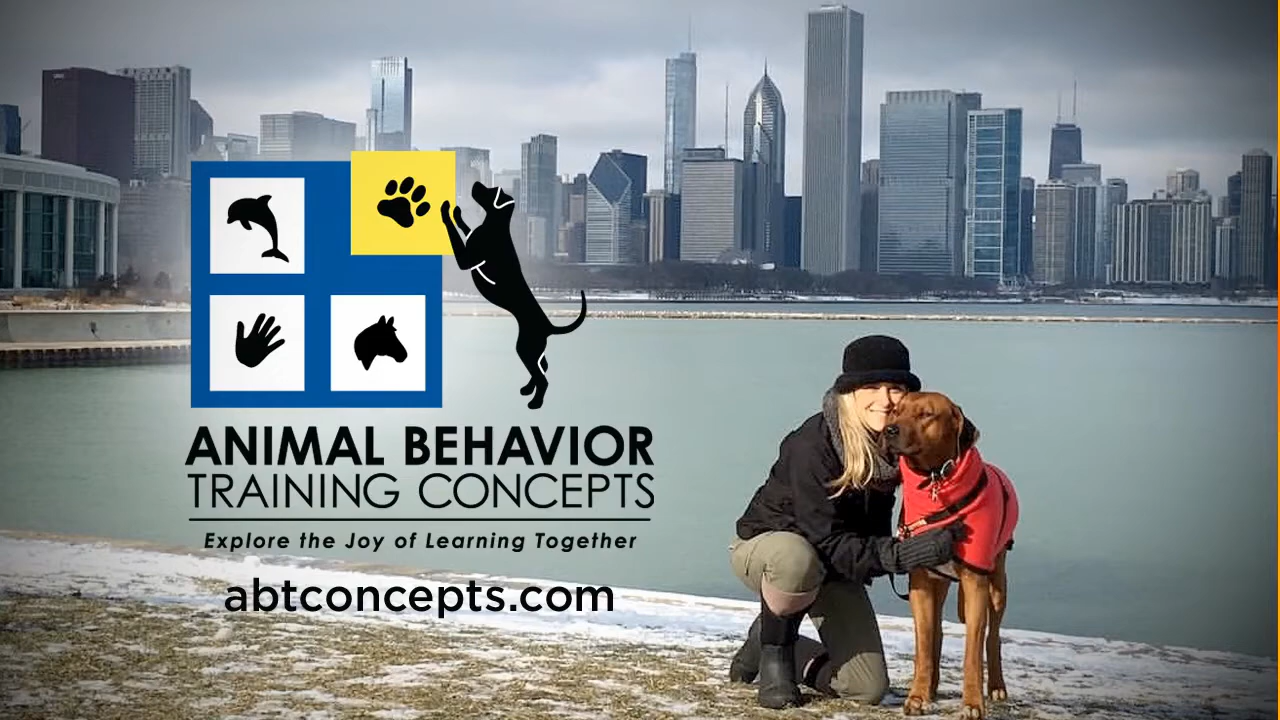 ANIMAL BEHAVIOR
TRAINING CONCEPTS
Explore the Joy of Learning Together
abtconcepts.com